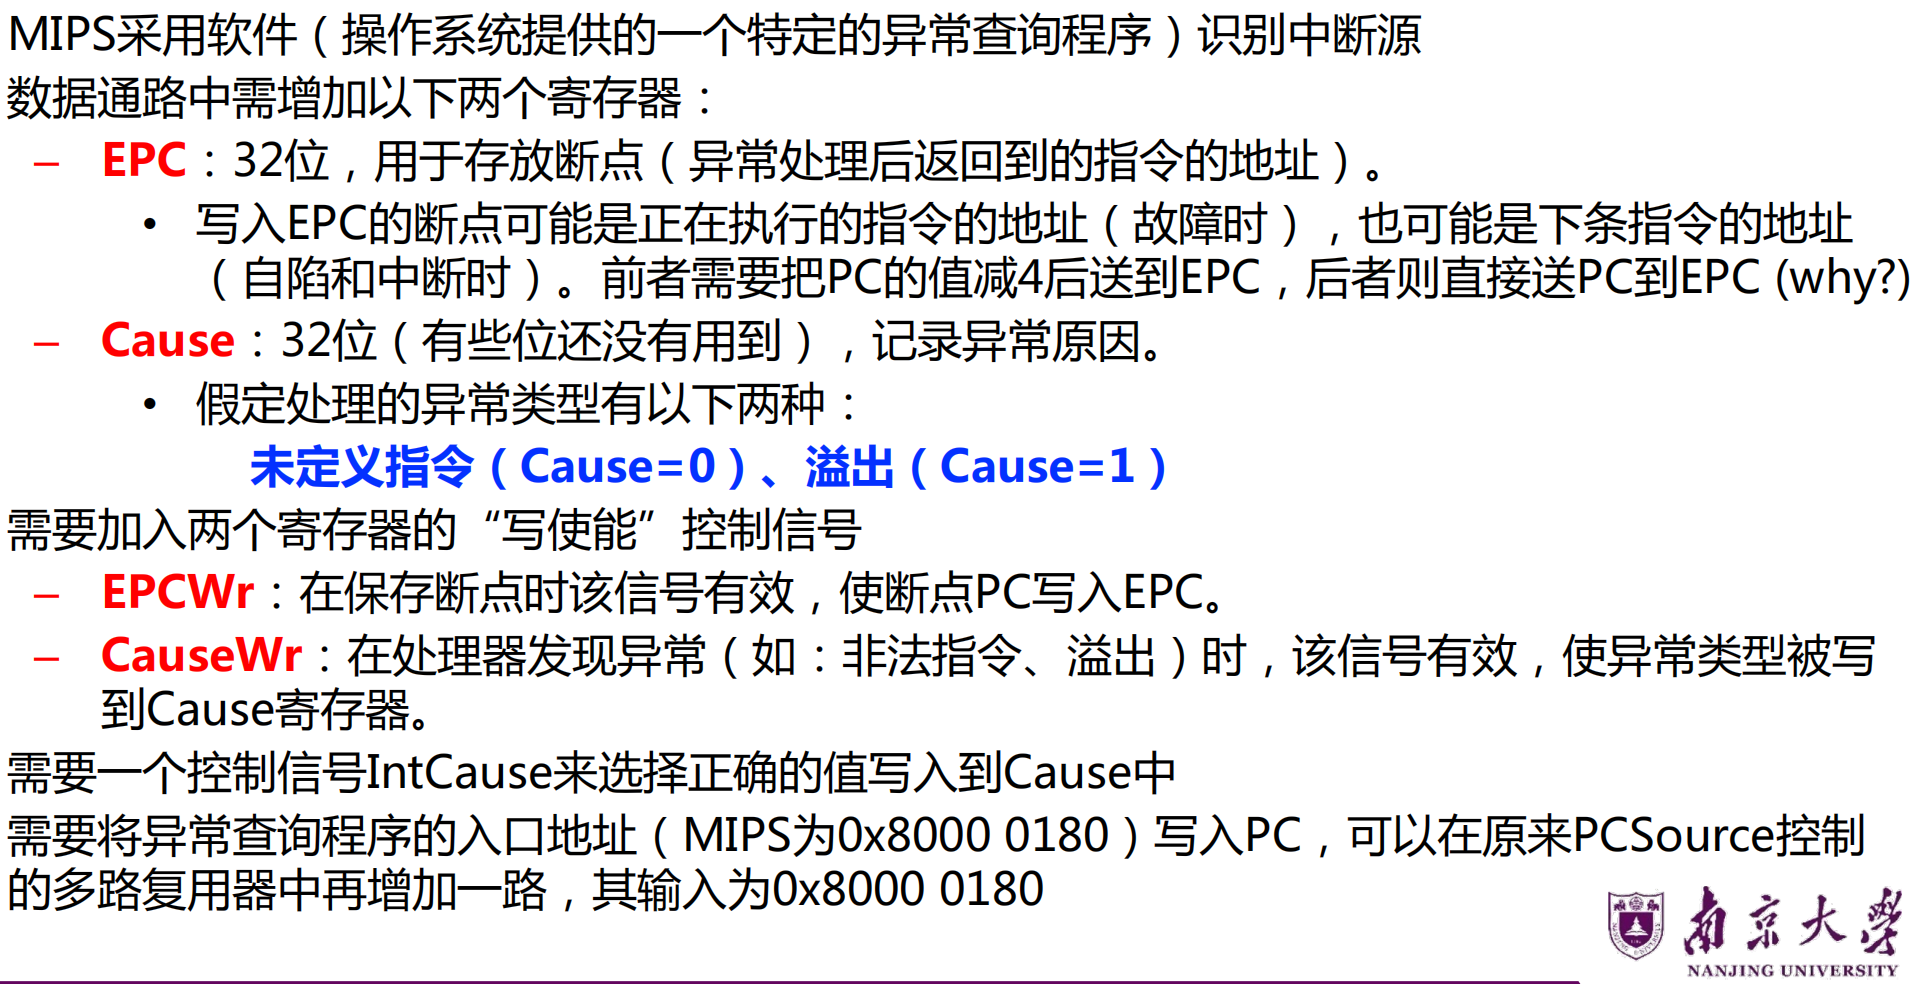 MIPS采用软件（操作系统提供的一个特定的异常查询程序）识别中断源
数据通路中需增加以下两个寄存器：
– EPC：32位，用于存放断点（异常处理后返回到的指令的地址）。
• 写入EPC的断点可能是正在执行的指令的地址（故障时），也可能是下条指令的地址
（自陷和中断时）。前者需要把PC的值减4后送到EPC，后者则直接送PC到EPC (why?)
– Cause：32位（有些位还没有用到），记录异常原因。
• 假定处理的异常类型有以下两种：
未定义指令（Cause=0）、溢出（Cause=1）
需要加入两个寄存器的“写使能”控制信号
– EPCWr：在保存断点时该信号有效，使断点PC写入EPC。
– CauseWr：在处理器发现异常（如：非法指令、溢出）时，该信号有效，使异常类型被写
到Cause寄存器。
需要一个控制信号IntCause来选择正确的值写入到Cause中
需要将异常查询程序的入口地址（MIPS为0x8000 0180）写入PC，可以在原来PCSource控制
的多路复用器中再增加一路，其输入为0x8000 0180
南京大学
NANJING UNIVERSITY